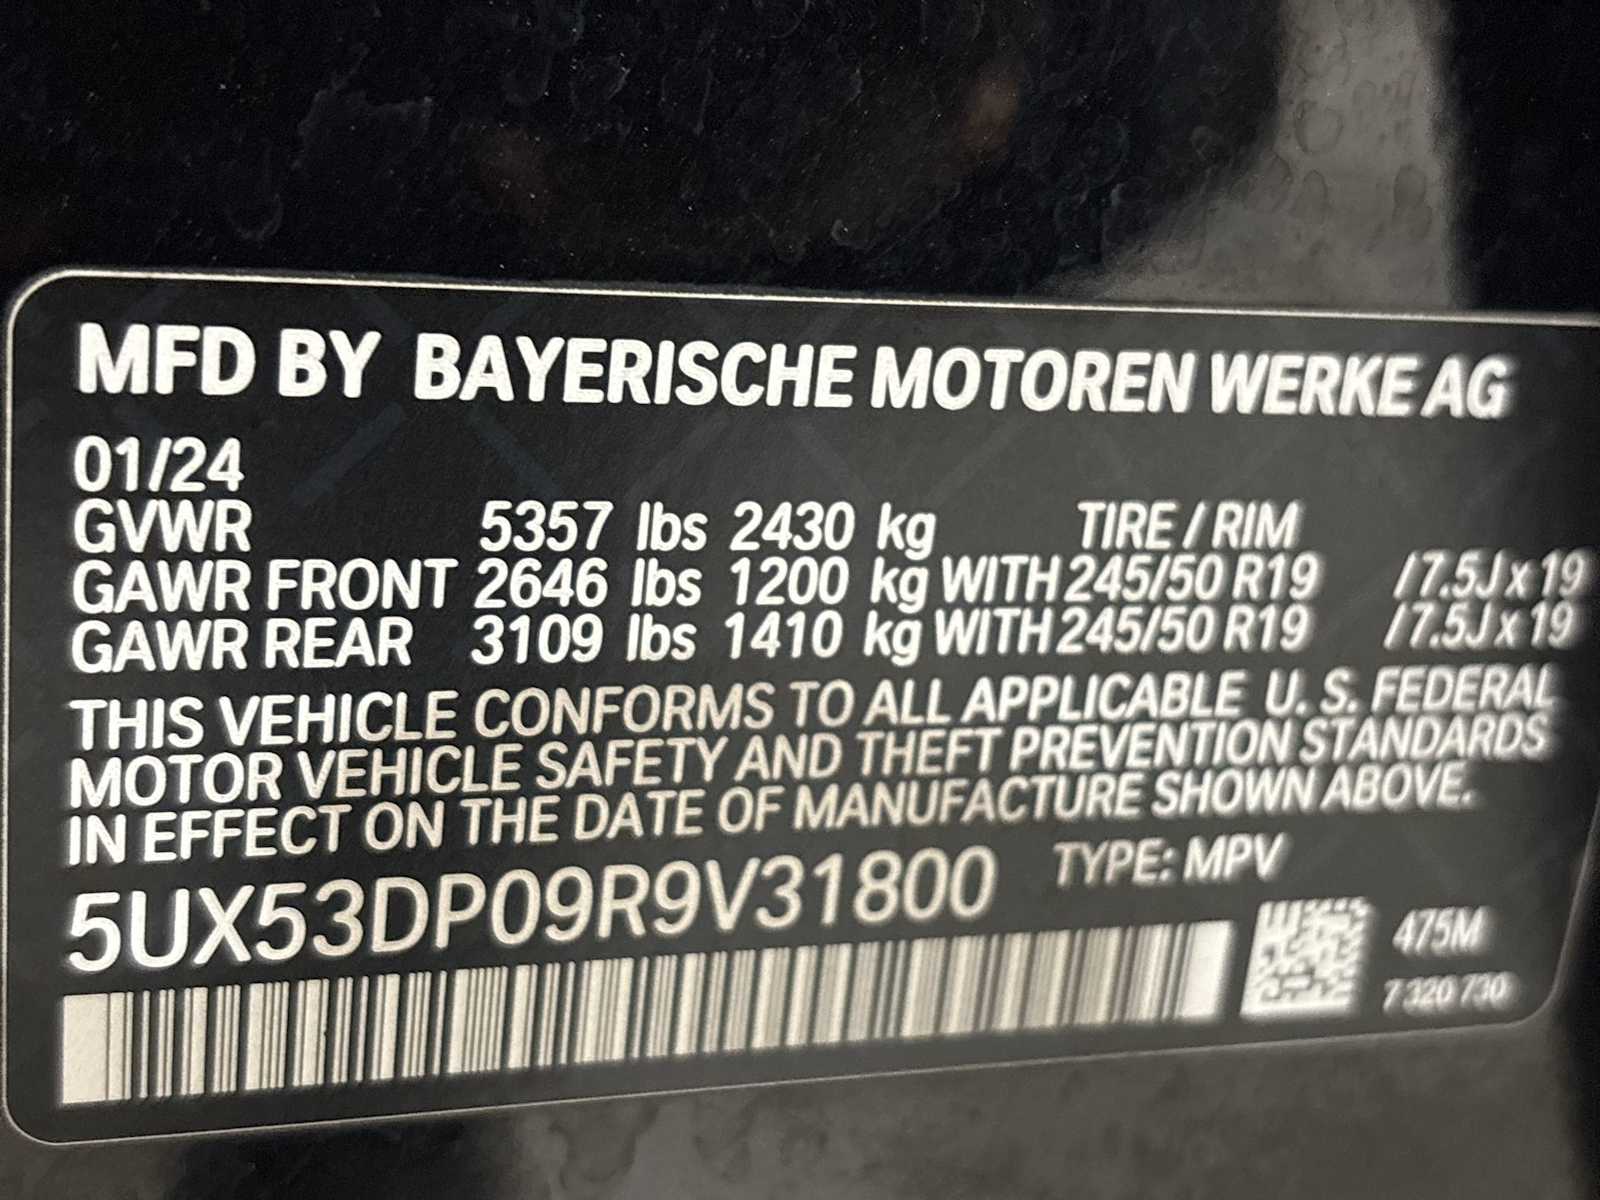 MFD BY BAYERISCHE MOTOREN WERKE AG
01/24
GVWR 5357 lbs 2430 kg TIRE / RIM
GAWR FRONT 2646 lbs 1200 kg WITH 245/50 R19 /7.5J x 19
GAWR REAR 3109 lbs 1410 kg WITH 245/50 R19 /7.5J x 19
THIS VEHICLE CONFORMS TO ALL APPLICABLE U. S. FEDERAL
MOTOR VEHICLE SAFETY AND THEFT PREVENTION STANDARDS
IN EFFECT ON THE DATE OF MANUFACTURE SHOWN ABOVE.
5UX53DP09R9V31800 TYPE: MPV
475M
7 320 730